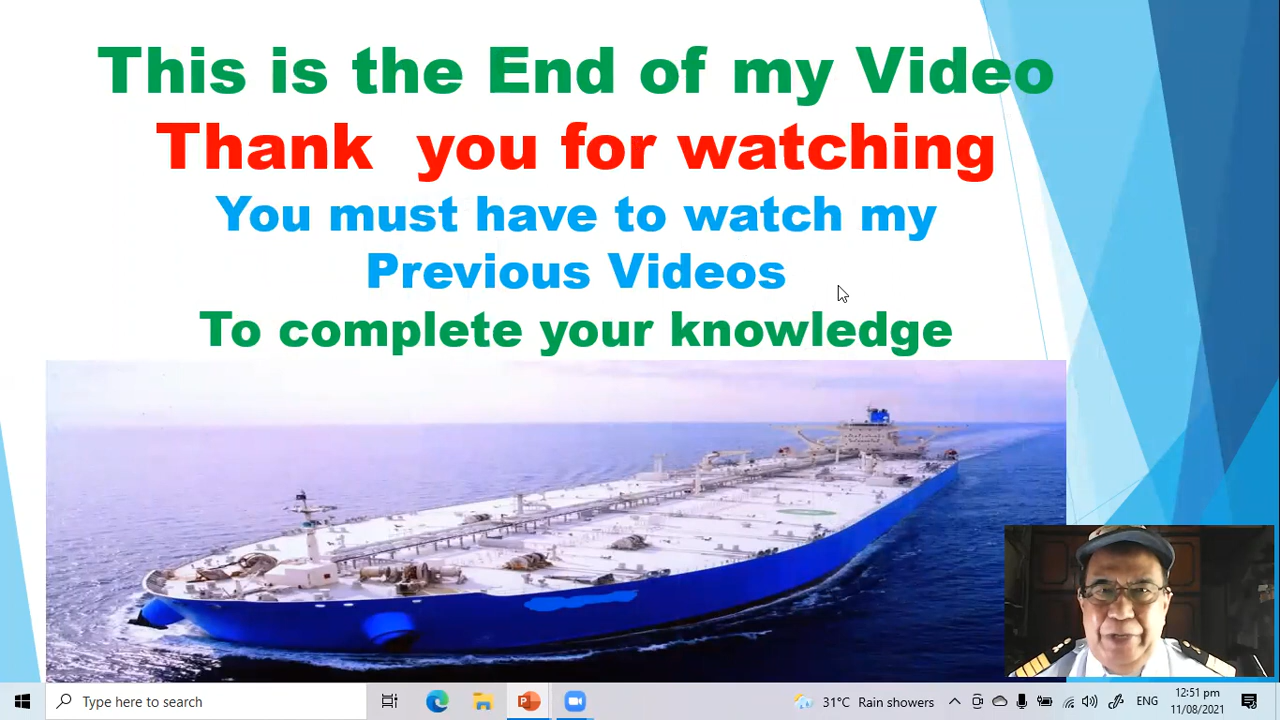 This is the End of my Video
Thank you for watching
You must have to watch my
Previous Videos
To complete your knowledge
Type here to search
31°C Rain showers
ENG
12:51 pm
11/08/2021